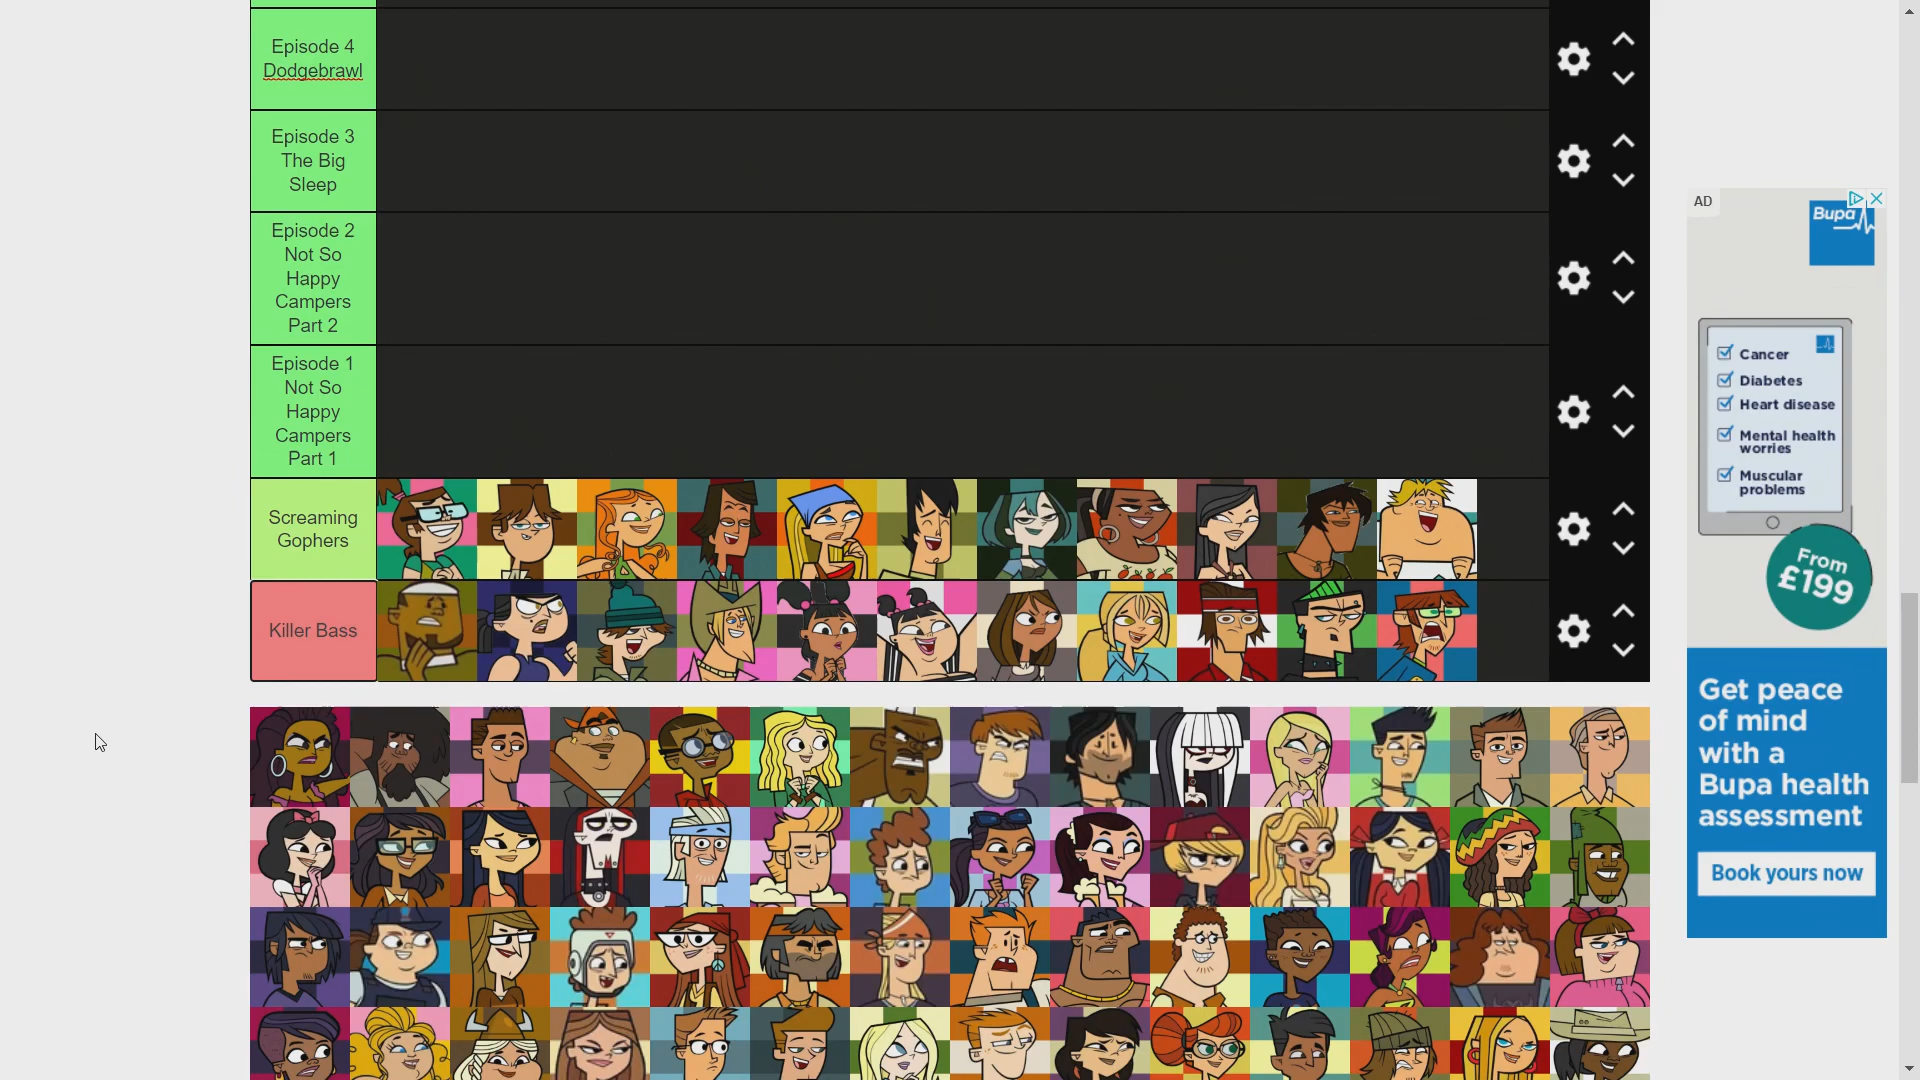 Episode 4
Dodgebrawl
Episode 3
The Big
Sleep
Episode 2
Not So
Happy
Campers
Part 2
Episode 1
Not So
Happy
Campers
Part 1
Screaming
Gophers
Killer Bass
AD
Bupa
Cancer
Diabetes
Heart disease
Mental health
worries
Muscular
problems
From
£199
Get peace
of mind
with a
Bupa health
assessment
Book yours now